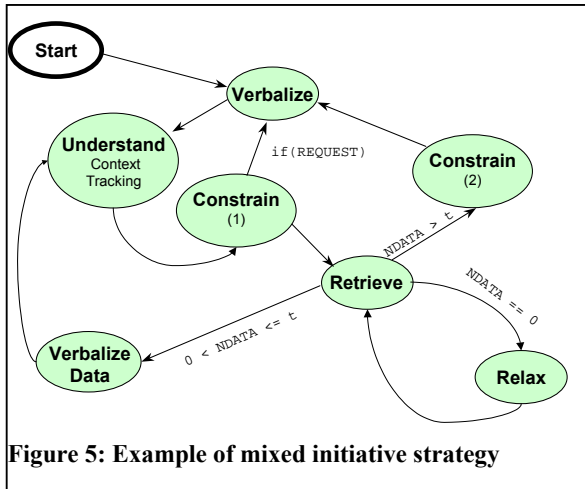 Start
Verbalize
Understand
Context
Tracking
if(REQUEST)
Constrain
(2)
Constrain
(1)
NDATA > t
Retrieve
NDATA == 0
0 < NDATA <= t
Verbalize
Data
Relax
Figure 5: Example of mixed initiative strategy